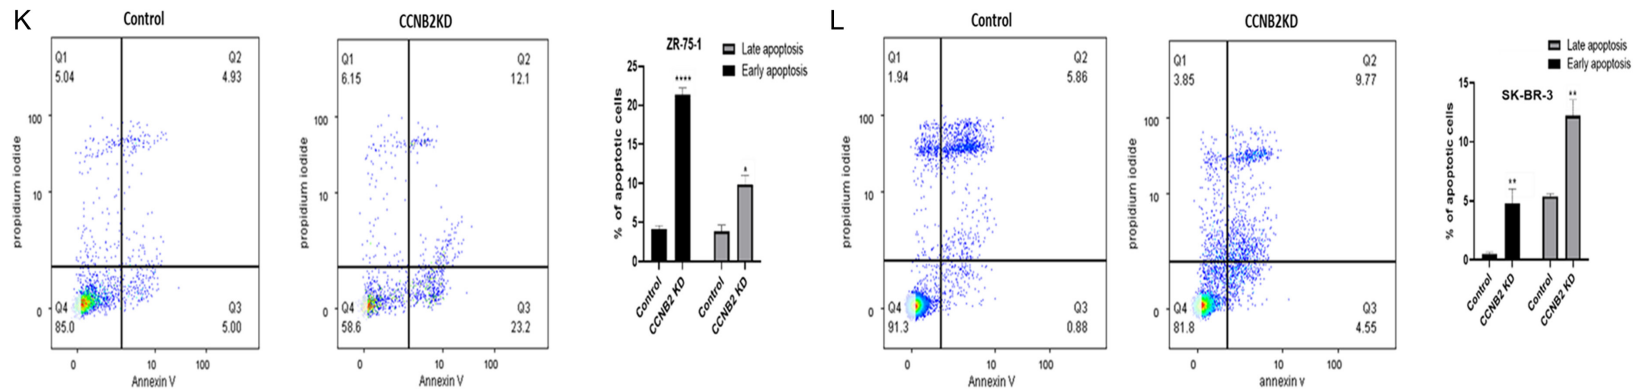 K
Control
Q1
5.04
Q2
4.93
Q4
85.0
Q3
5.00
100
10
0
propidium iodide
0
10
100
Annexin V
CCNB2KD
Q1
6.15
Q2
12.1
Q4
58.6
Q3
23.2
100
10
0
propidium iodide
0
10
100
Annexin V
ZR-75-1
Late apoptosis
Early apoptosis
% of apoptotic cells
25
20
15
10
5
0
****
*
Control
CCNB2 KD
Control
CCNB2 KD
L
Control
Q1
1.94
Q2
5.86
Q4
91.3
Q3
0.88
100
10
0
propidium iodide
0
10
100
Annexin V
CCNB2KD
Q1
3.85
Q2
9.77
Q4
81.8
Q3
4.55
100
10
0
propidium iodide
0
10
100
annexin v
Late apoptosis
Early apoptosis
SK-BR-3
% of apoptotic cells
15
10
5
0
**
**
Control
CCNB2 KD
Control
CCNB2 KD